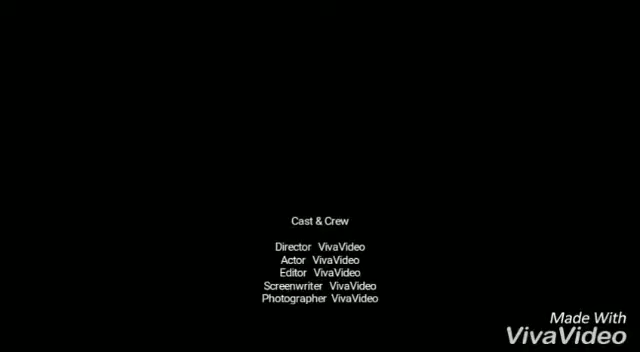 Cast & Crew
Director VivaVideo
Actor VivaVideo
Editor VivaVideo
Screenwriter VivaVideo
Photographer VivaVideo
Made With
VivaVideo